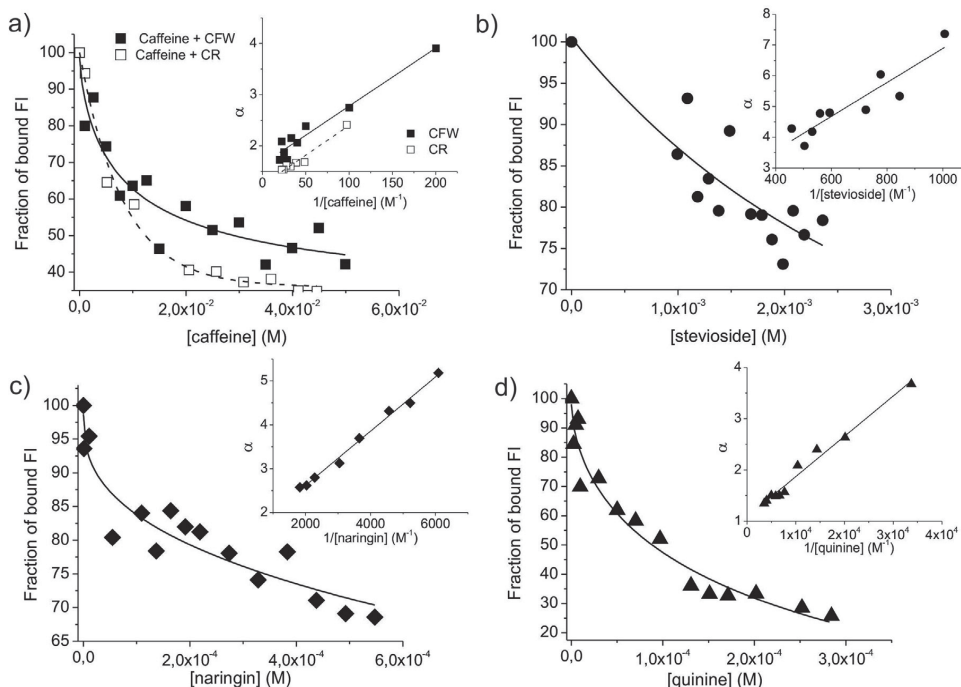 a)
Caffeine + CFW
Caffeine + CR
Fraction of bound FI
100
90
80
70
60
50
40
0,0
2,0x10⁻²
4,0x10⁻²
6,0x10⁻²
[caffeine] (M)
α
4
3
2
0
50
100
150
200
1/[caffeine] (M⁻¹)
CFW
CR
b)
Fraction of bound FI
100
95
90
85
80
75
70
0,0
1,0x10⁻³
2,0x10⁻³
3,0x10⁻³
[stevioside] (M)
α
8
7
6
5
4
3
400
600
800
1000
1/[stevioside] (M⁻¹)
c)
Fraction of bound FI
100
95
90
85
80
75
70
65
0,0
2,0x10⁻⁴
4,0x10⁻⁴
6,0x10⁻⁴
[naringin] (M)
α
5
4
3
2
2000
4000
6000
1/[naringin] (M⁻¹)
d)
Fraction of bound FI
100
90
80
70
60
50
40
30
20
0,0
1,0x10⁻⁴
2,0x10⁻⁴
3,0x10⁻⁴
[quinine] (M)
α
4
3
2
1
1x10⁴
2x10⁴
3x10⁴
4x10⁴
1/[quinine] (M⁻¹)